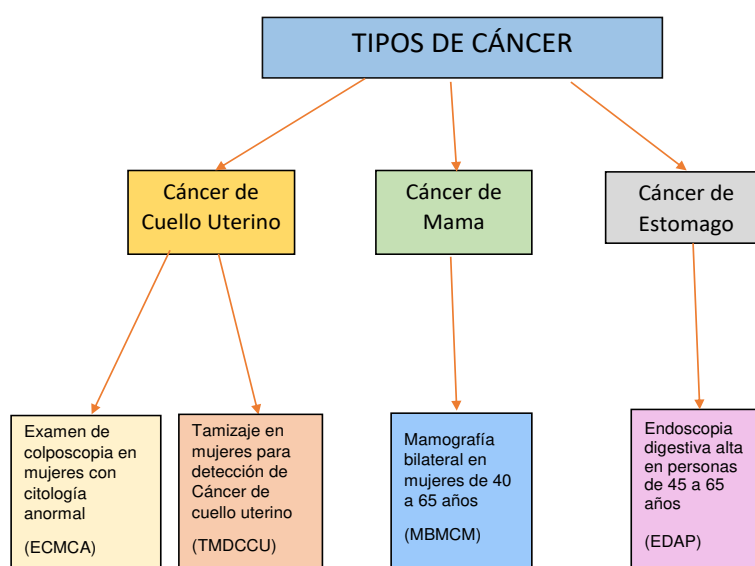 TIPOS DE CÁNCER
Cáncer de
Cuello Uterino
Cáncer de
Mama
Cáncer de
Estomago
Examen de
colposcopia en
mujeres con
citología
anormal
(ECMCA)
Tamizaje en
mujeres para
detección de
Cáncer de
cuello uterino
(TMDCCU)
Mamografía
bilateral en
mujeres de 40
a 65 años
(MBMCM)
Endoscopia
digestiva alta
en personas
de 45 a 65
años
(EDAP)